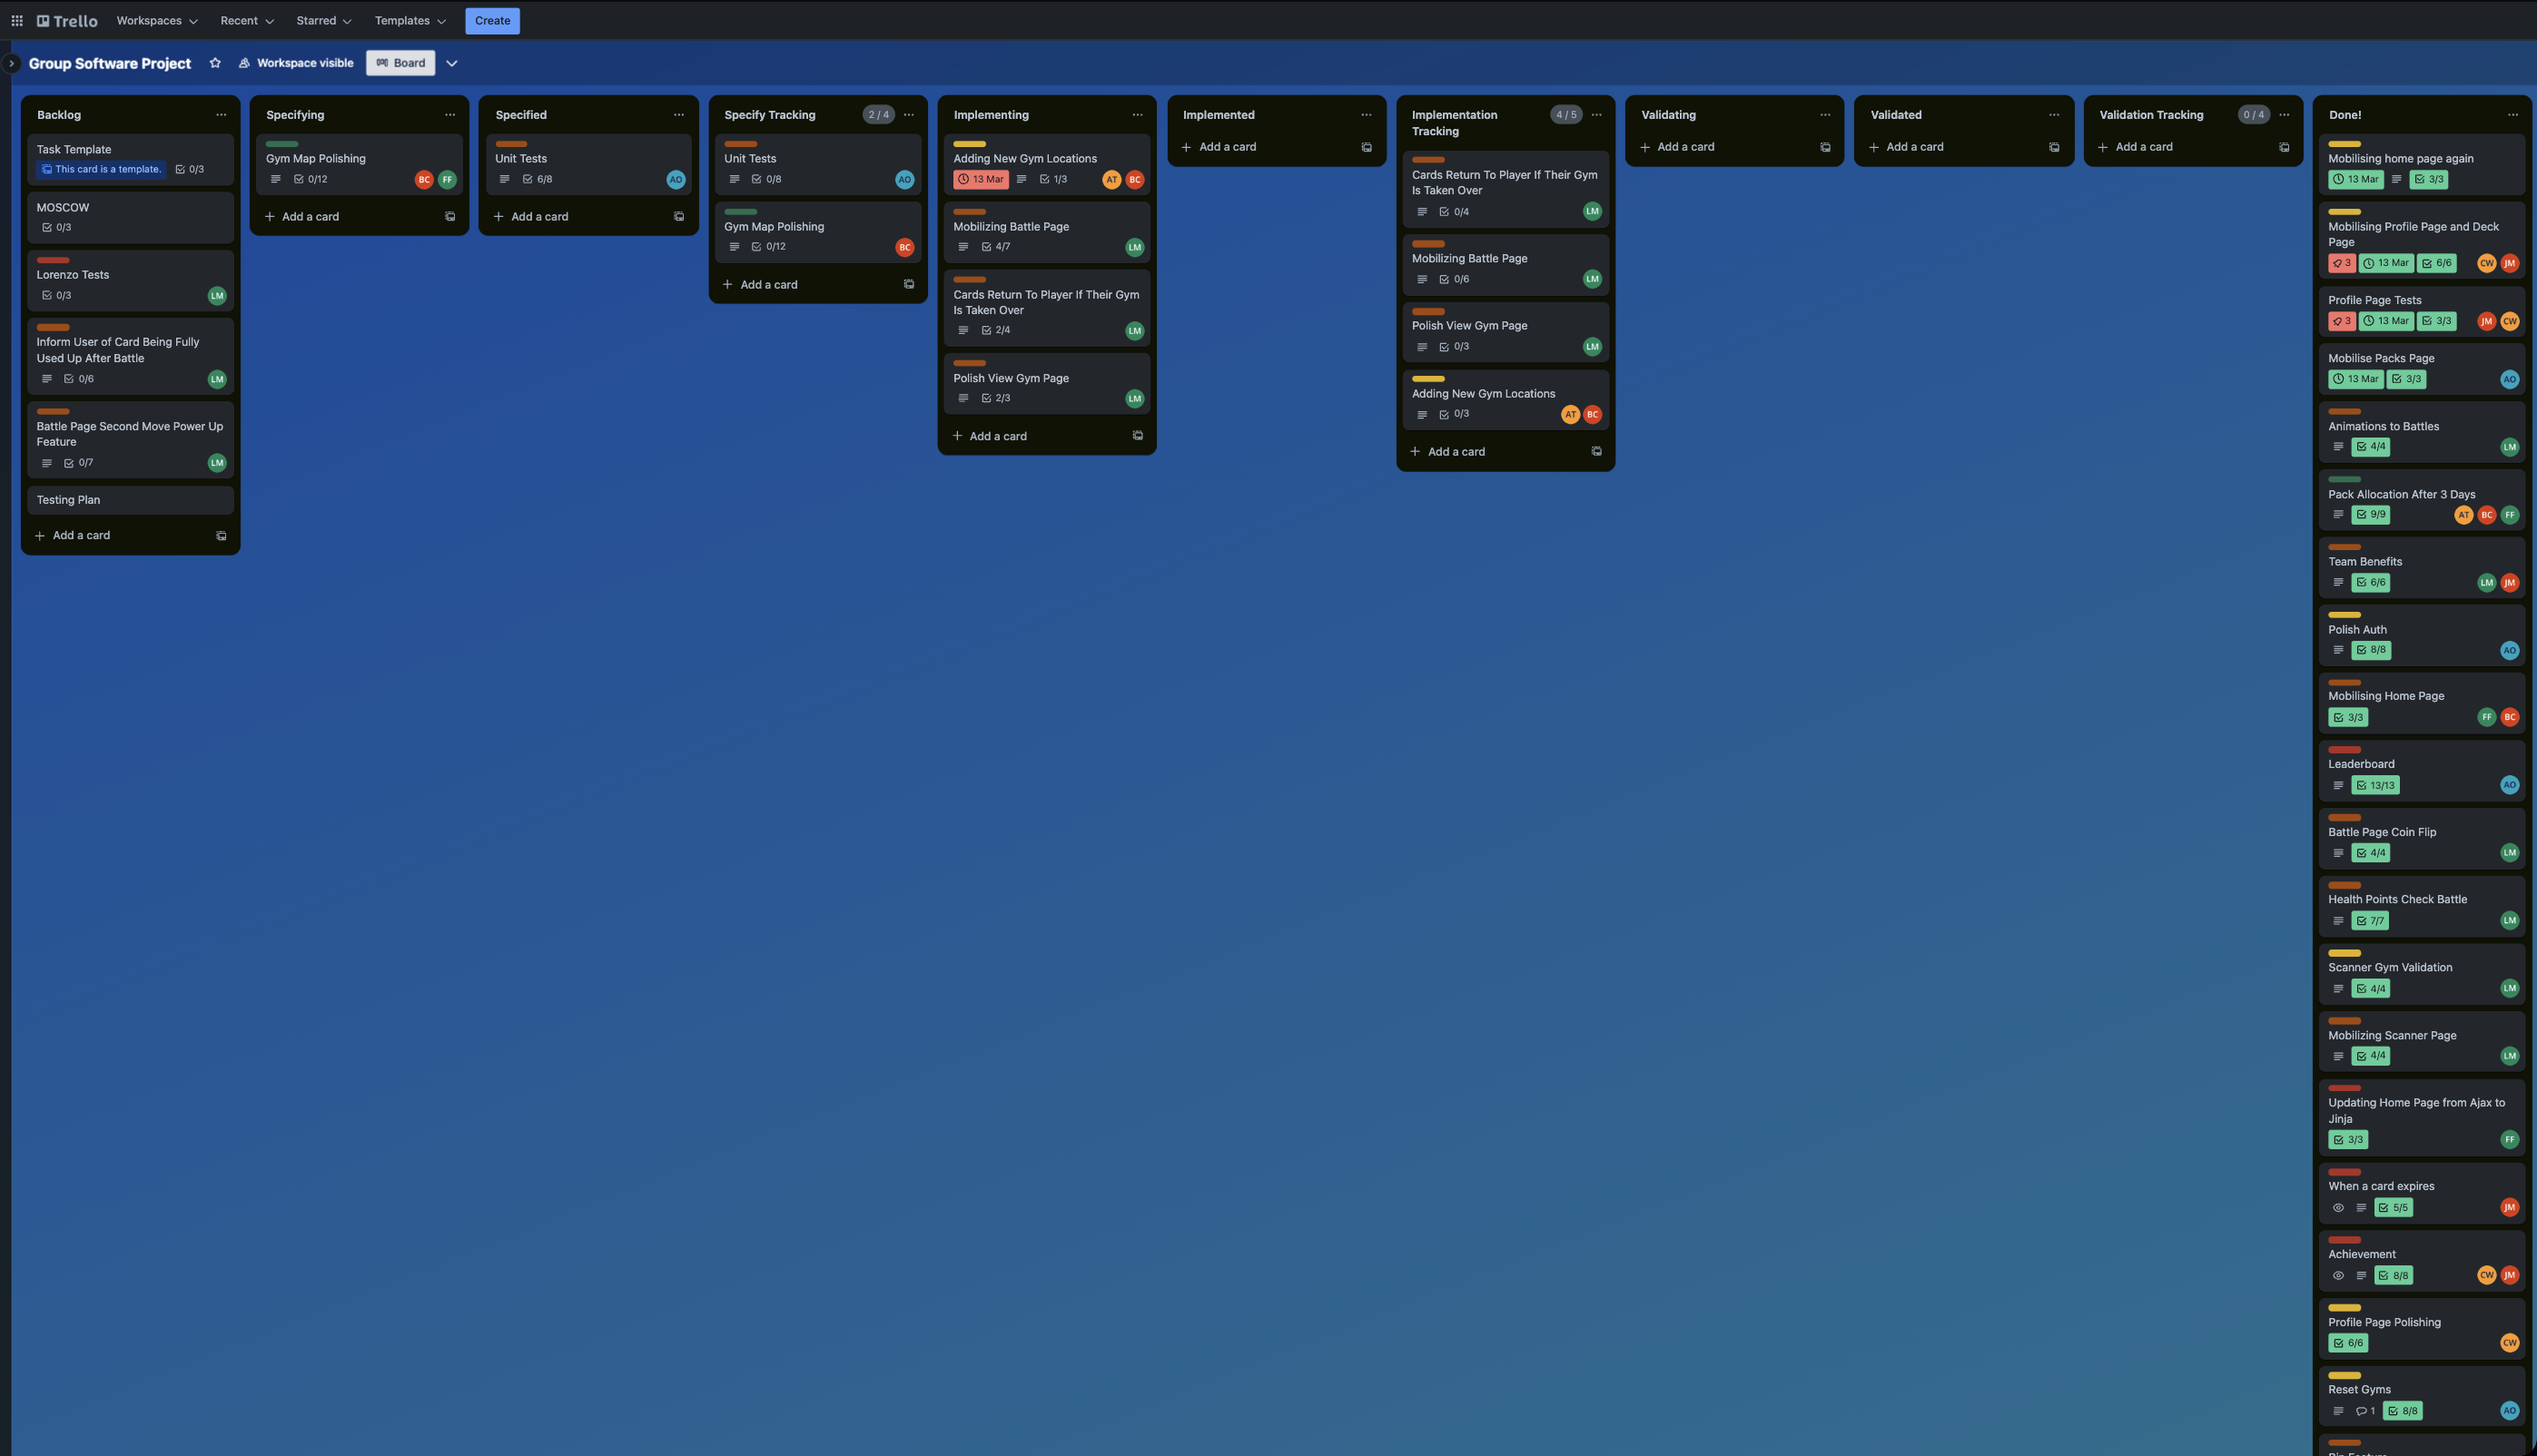 Trello
Workspaces
Recent
Starred
Templates
Create
Group Software Project
Workspace visible
Board
Backlog
Task Template
This card is a template.
0/3
MOSCOW
0/3
Lorenzo Tests
0/3
LM
Inform User of Card Being Fully
Used Up After Battle
0/6
LM
Battle Page Second Move Power Up
Feature
0/7
LM
Testing Plan
Add a card
Specifying
Gym Map Polishing
0/12
BC
FF
Add a card
Specified
Unit Tests
6/8
AO
Add a card
Specify Tracking
2 / 4
Unit Tests
0/8
AO
Gym Map Polishing
0/12
BC
Add a card
Implementing
Adding New Gym Locations
13 Mar
1/3
AT
BC
Mobilizing Battle Page
4/7
LM
Cards Return To Player If Their Gym
Is Taken Over
2/4
LM
Polish View Gym Page
2/3
LM
Add a card
Implemented
Add a card
Implementation
Tracking
4 / 5
Cards Return To Player If Their Gym
Is Taken Over
0/4
LM
Mobilizing Battle Page
0/6
LM
Polish View Gym Page
0/3
LM
Adding New Gym Locations
0/3
AT
BC
Add a card
Validating
Add a card
Validated
Add a card
Validation Tracking
0 / 4
Add a card
Done!
Mobilising home page again
13 Mar
3/3
Mobilising Profile Page and Deck
Page
3
13 Mar
6/6
CW
JM
Profile Page Tests
3
13 Mar
3/3
JM
CW
Mobilise Packs Page
13 Mar
3/3
AO
Animations to Battles
4/4
LM
Pack Allocation After 3 Days
9/9
AT
BC
FF
Team Benefits
6/6
LM
JM
Polish Auth
8/8
AO
Mobilising Home Page
3/3
FF
BC
Leaderboard
13/13
AO
Battle Page Coin Flip
4/4
LM
Health Points Check Battle
7/7
LM
Scanner Gym Validation
4/4
LM
Mobilizing Scanner Page
4/4
LM
Updating Home Page from Ajax to
Jinja
3/3
FF
When a card expires
5/5
JM
Achievement
8/8
CW
JM
Profile Page Polishing
6/6
CW
Reset Gyms
1
8/8
AO